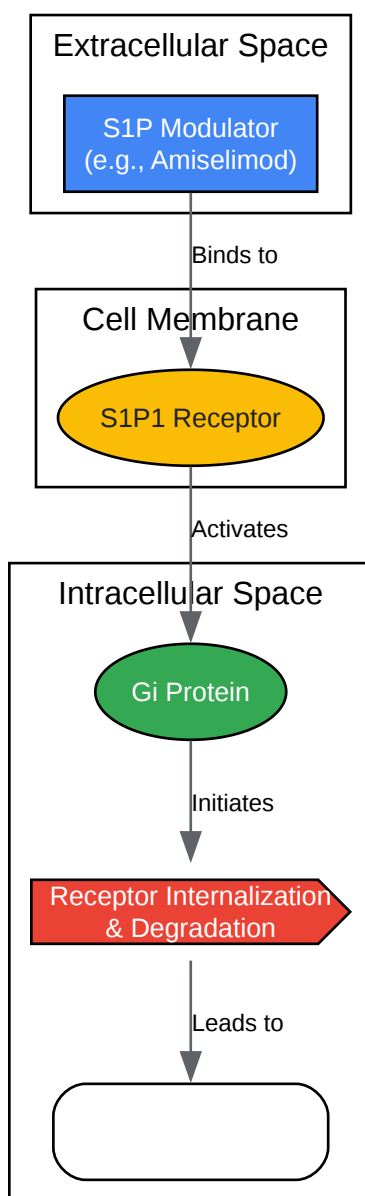 Extracellular Space
S1P Modulator
(e.g., Amiselimod)
Binds to
Cell Membrane
S1P1 Receptor
Activates
Intracellular Space
Gi Protein
Initiates
Receptor Internalization
& Degradation
Leads to